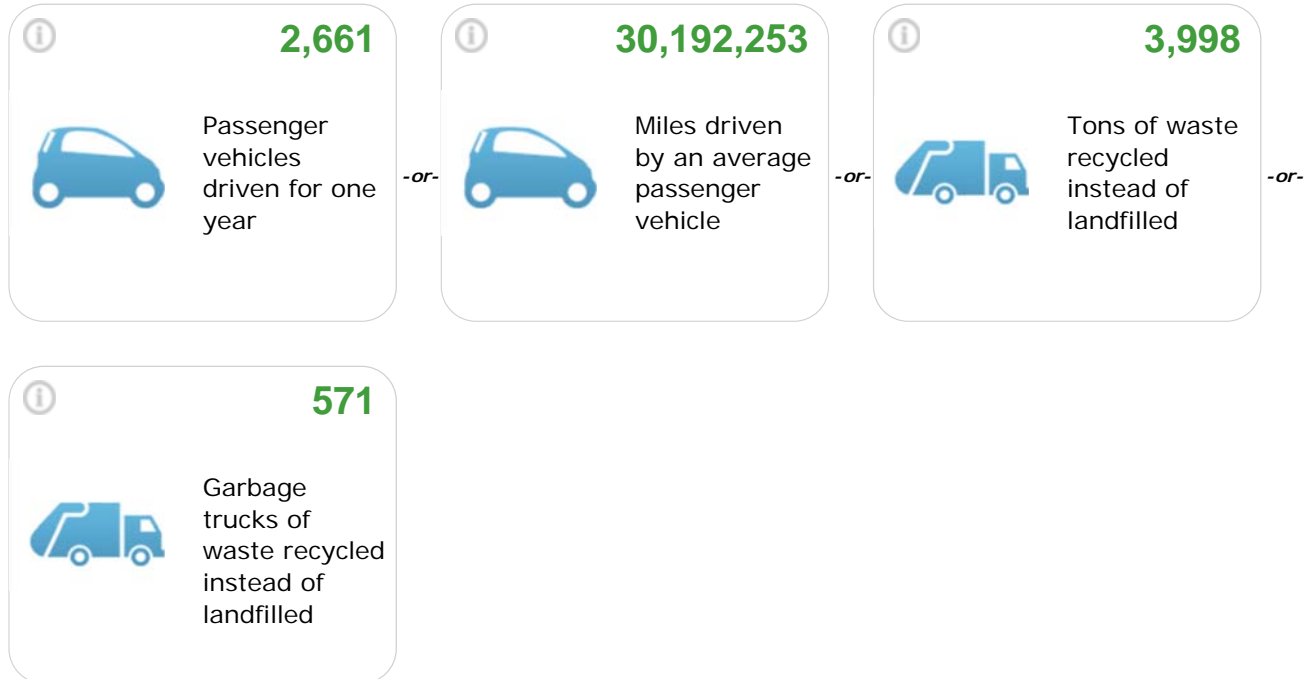 2,661
Passenger
vehicles
driven for one
year
-or-
30,192,253
Miles driven
by an average
passenger
vehicle
-or-
3,998
Tons of waste
recycled
instead of
landfilled
-or-
571
Garbage
trucks of
waste recycled
instead of
landfilled